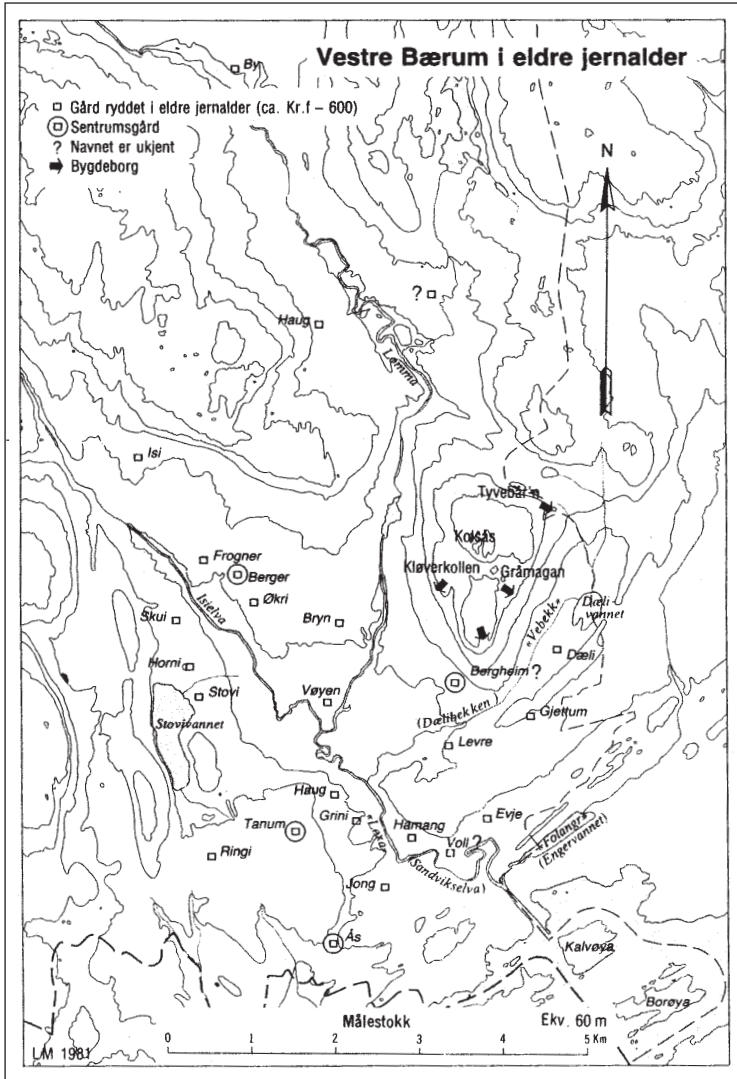 By
Vestre Bærum i eldre jernalder
Gård ryddet i eldre jernalder (ca. Kr.f – 600)
Sentrumsgård
? Navnet er ukjent
Bygdeborg
N
?
Haug
Lomma
Isi
Tyvebår'n
Kolsås
Kløverkollen
Gråmagan
Frogner
Berger
Økri
Isielva
Skui
Bryn
«Vebekk»
Dæli-
vannet
Dæli
Horni
Bergheim ?
Stovi
Vøyen
Stovivannet
(Dælibekken)
Gjettum
Levre
Haug
Grini
«Laxa»
Evje
Tanum
Hamang
Voll ?
«Folangr»
(Engervannet)
Ringi
(Sandvikselva)
Jong
Ås
Kalvøya
Borøya
Målestokk
Ekv. 60 m
0 1 2 3 4 5 Km
LM 1981